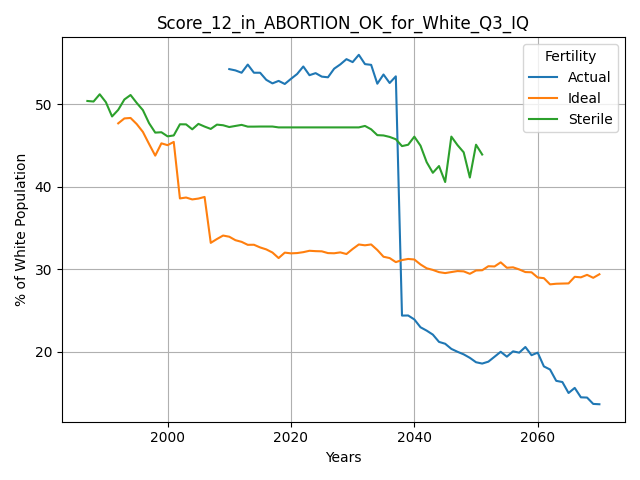 Score_12_in_ABORTION_OK_for_White_Q3_IQ
Fertility
Actual
Ideal
Sterile
% of White Population
50
40
30
20
2000 2020 2040 2060
Years